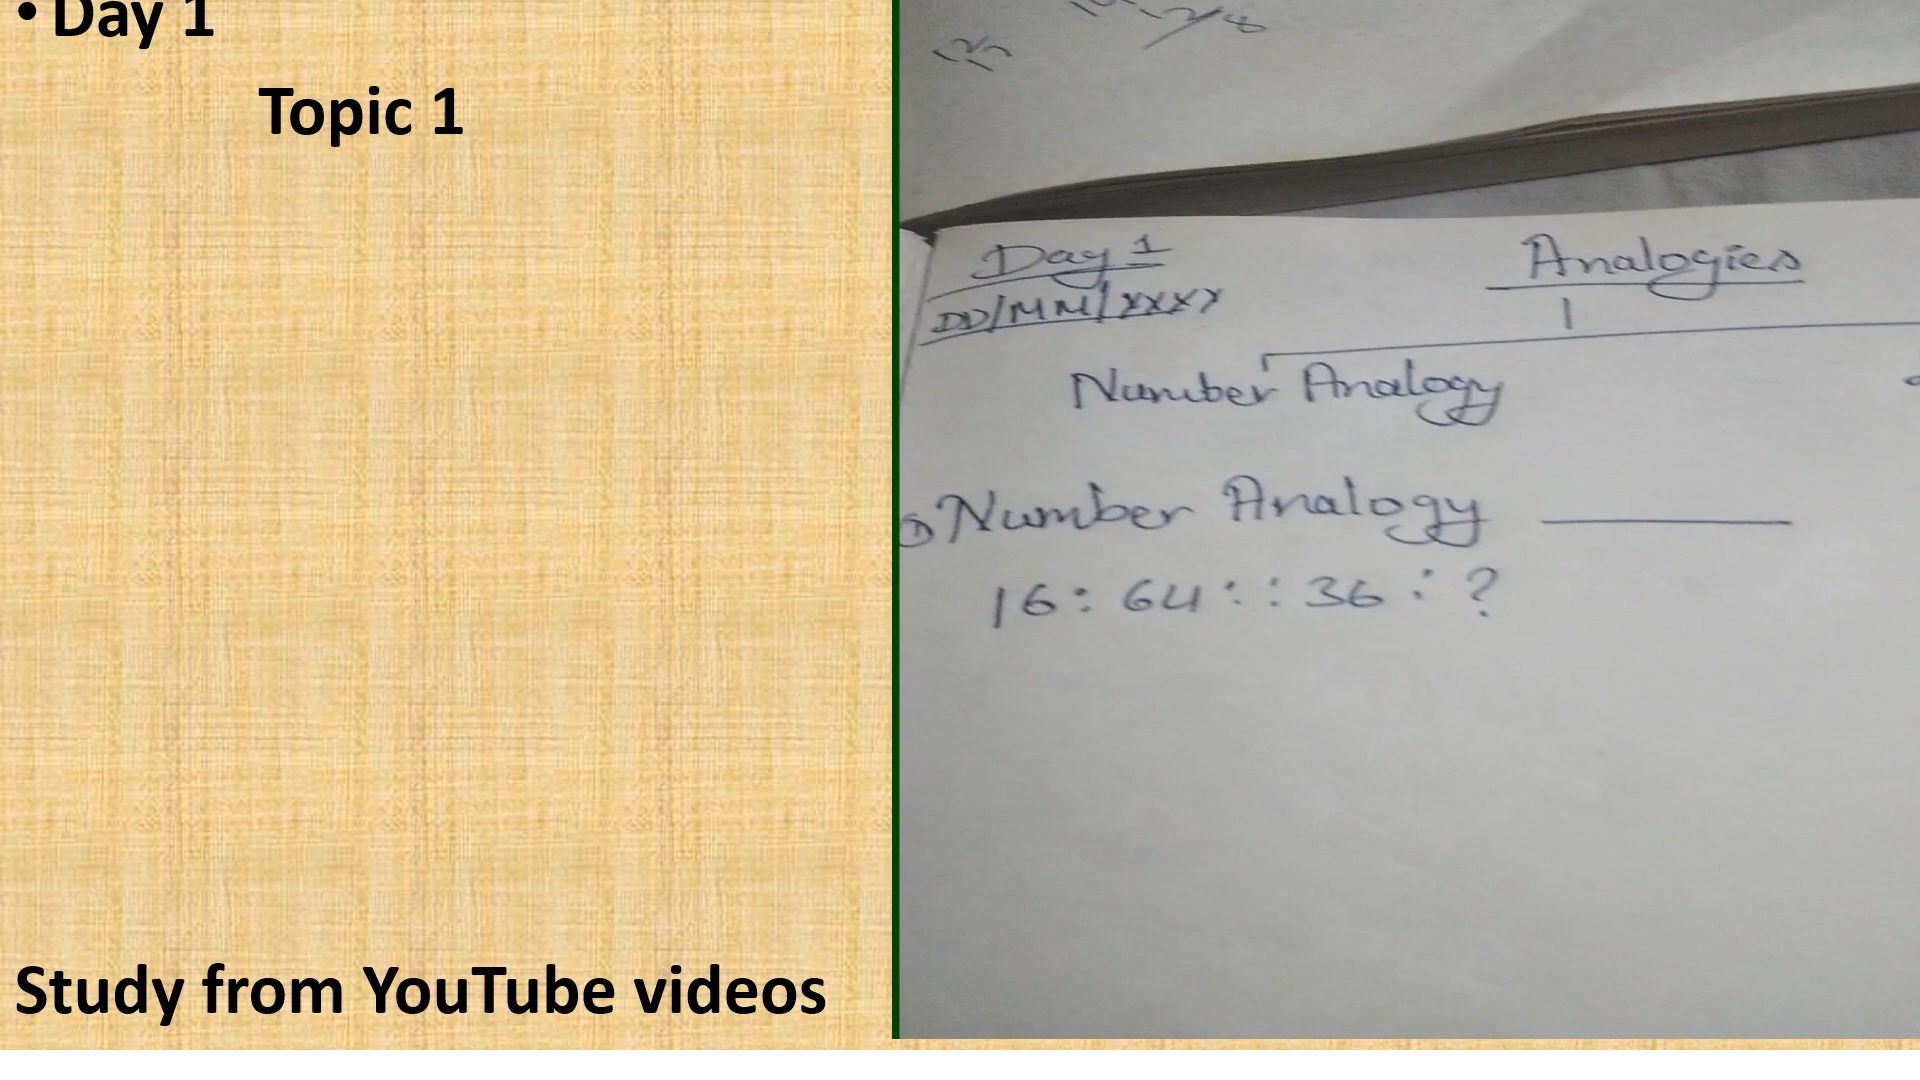 • Day 1
Topic 1
Study from YouTube videos
Day 1
DD/MM/XXXX
Analogies
Number Analogy
Number Analogy
16 : 64 : : 36 : ?